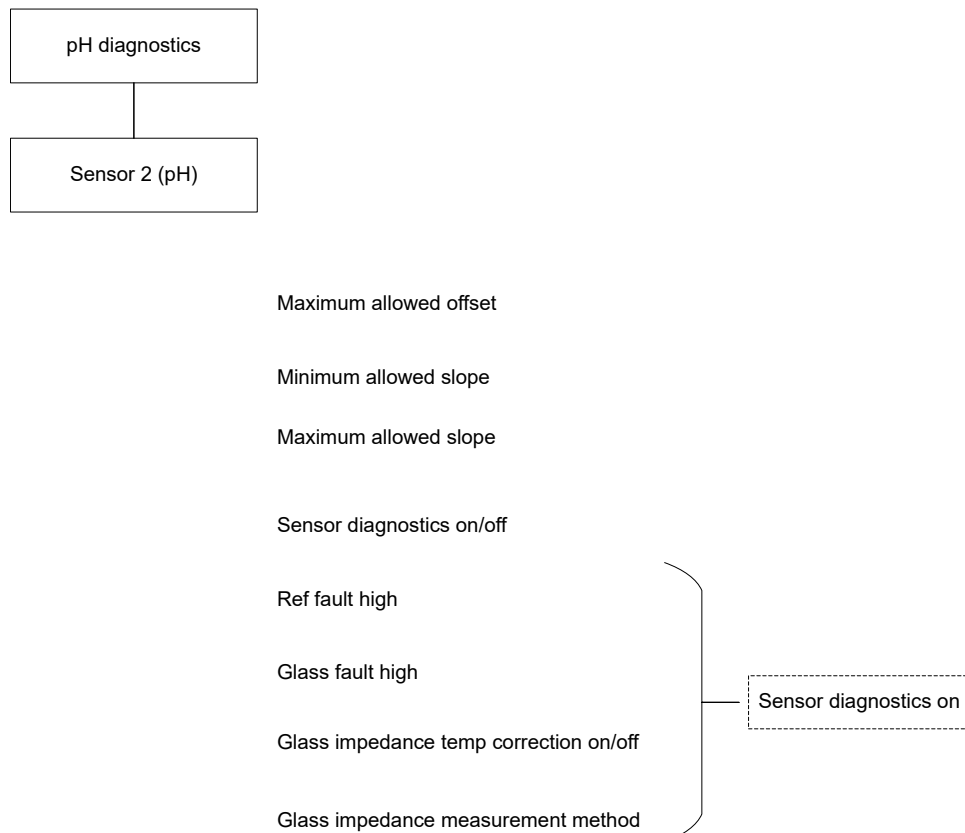 pH diagnostics
Sensor 2 (pH)
Maximum allowed offset
Minimum allowed slope
Maximum allowed slope
Sensor diagnostics on/off
Ref fault high
Glass fault high
Sensor diagnostics on
Glass impedance temp correction on/off
Glass impedance measurement method